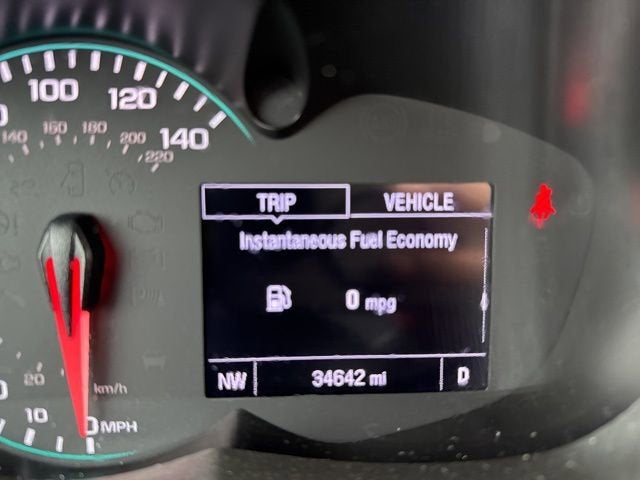 100
120
140
140
160
180
200
220
TRIP
VEHICLE
Instantaneous Fuel Economy
0 mpg
NW
34642 mi
D
20
km/h
10
0 MPH